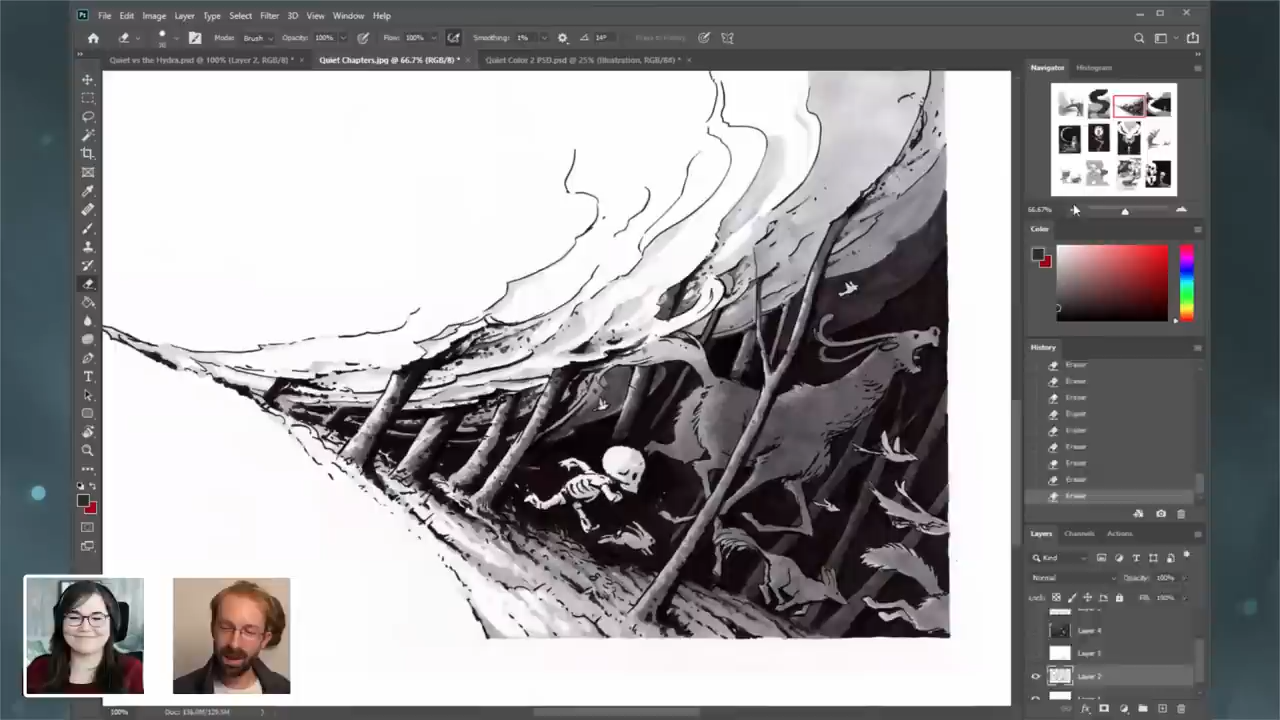 Ps File Edit Image Layer Type Select Filter 3D View Window Help
Mode: Brush Opacity: 100% Flow: 100% Smoothing: 1% 14°
Quiet vs the Hydra.psd @ 100% (Layer 2, RGB/8) * × Quiet Chapters.jpg @ 66.7% (RGB/8) * × Quiet Color 2 PSD.psd @ 25% (Illustration, RGB/8#) * ×
Navigator Histogram
66.67%
Color
History
Eraser
Eraser
Eraser
Eraser
Eraser
Eraser
Eraser
Eraser
Eraser
Layers Channels Actions
Kind
Normal Opacity: 100%
Lock: Fill: 100%
Layer 4
Layer 3
Layer 2
100%